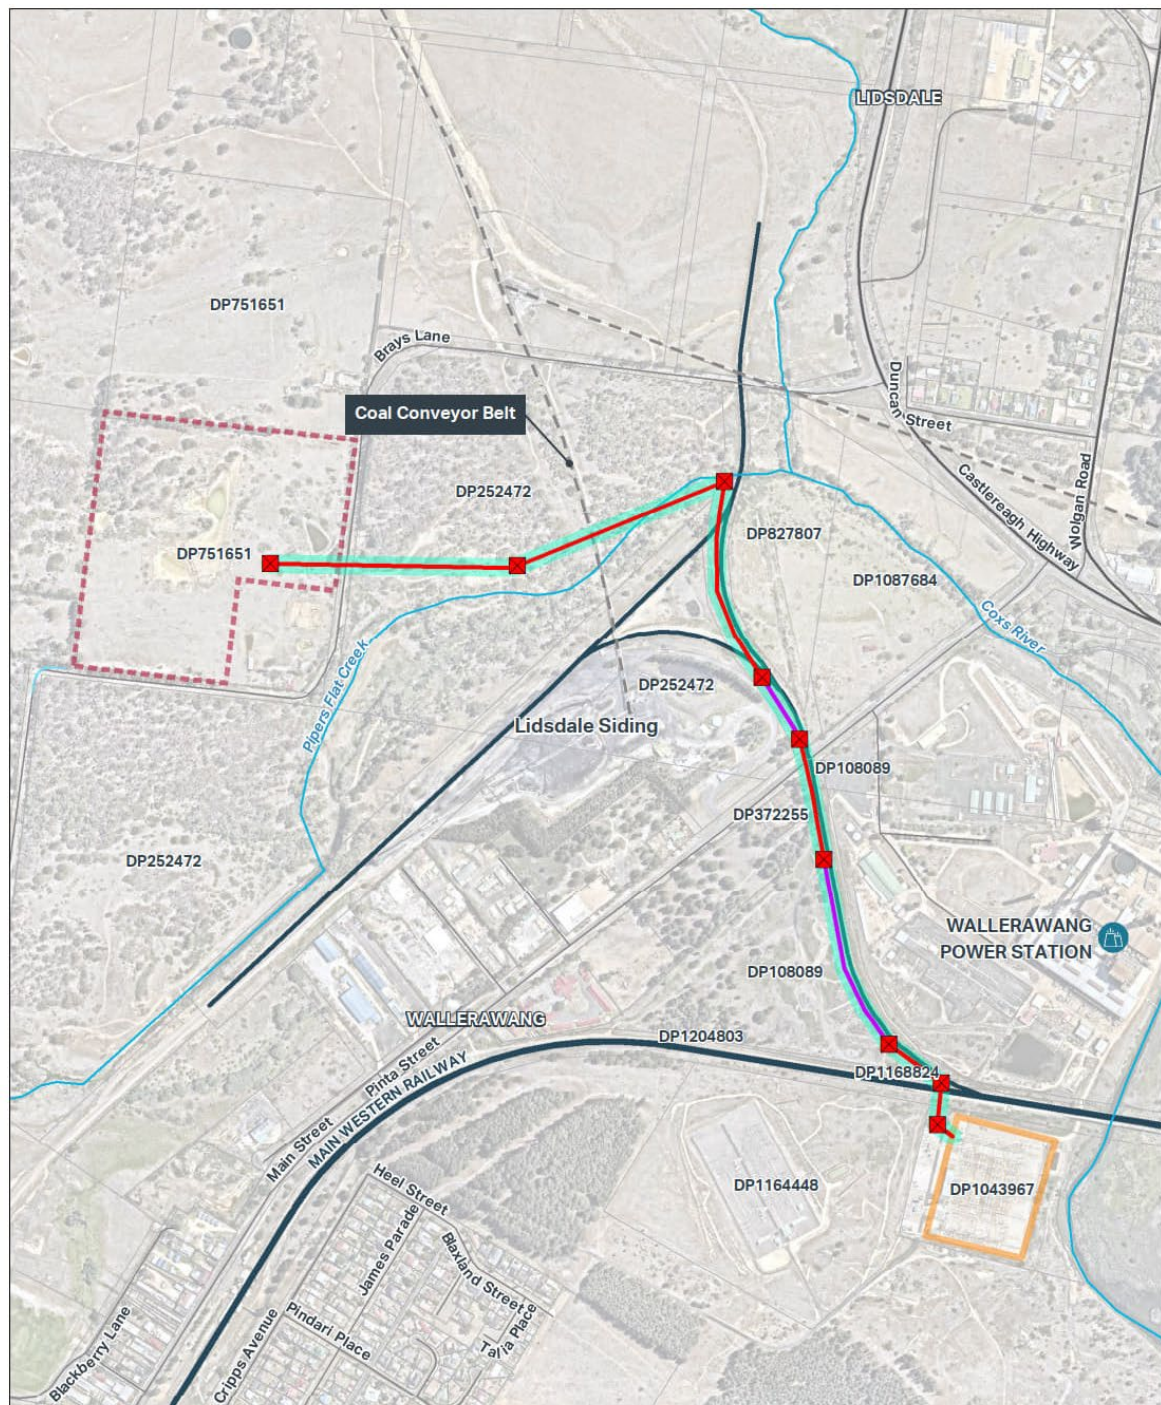 LIDSDALE
DP751651
Brays Lane
Duncan Street
Coal Conveyor Belt
Castlereagh Highway
Wolgan Road
DP252472
DP827807
DP751651
DP1087684
Coxs River
Pipers Flat Creek
DP252472
Lidsdale Siding
DP108089
DP372255
DP252472
WALLERAWANG
POWER STATION
DP108089
WALLERAWANG
DP1204803
Pinta Street
DP1168824
MAIN WESTERN RAILWAY
Main Street
Heel Street
DP1164448
DP1043967
James Parade
Blaxland Street
Pindari Place
Talia Place
Cripps Avenue
Blackberry Lane